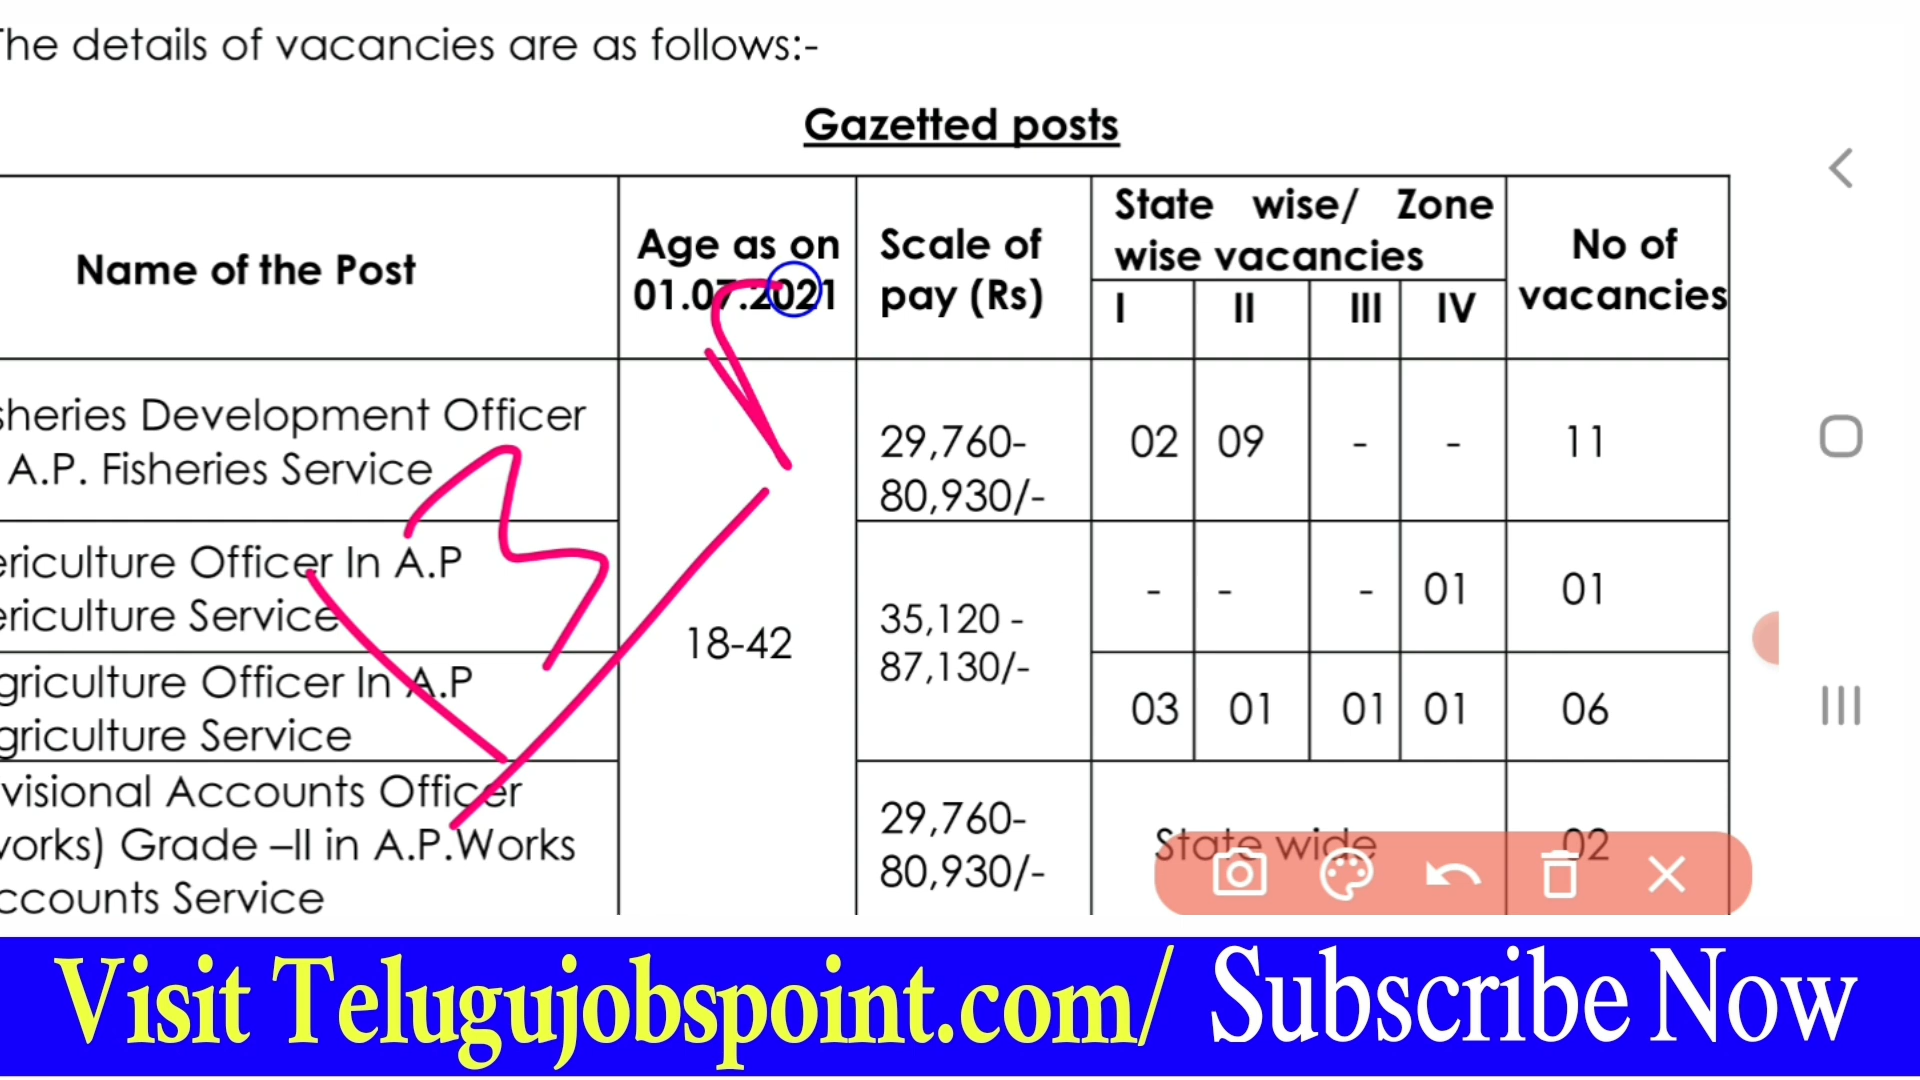 he details of vacancies are as follows:-
Gazetted posts
Name of the Post
Age as on
01.07.2021
Scale of
pay (Rs)
State wise/ Zone
wise vacancies
I II III IV
No of
vacancies
sheries Development Officer
A.P. Fisheries Service
29,760-
80,930/-
02 09 - - 11
ericulture Officer In A.P
ericulture Service
18-42
35,120 -
87,130/-
- - - 01 01
griculture Officer In A.P
griculture Service
03 01 01 01 06
visional Accounts Officer
works) Grade –II in A.P.Works
ccounts Service
29,760-
80,930/-
State wide 02
Visit Telugujobspoint.com/ Subscribe Now